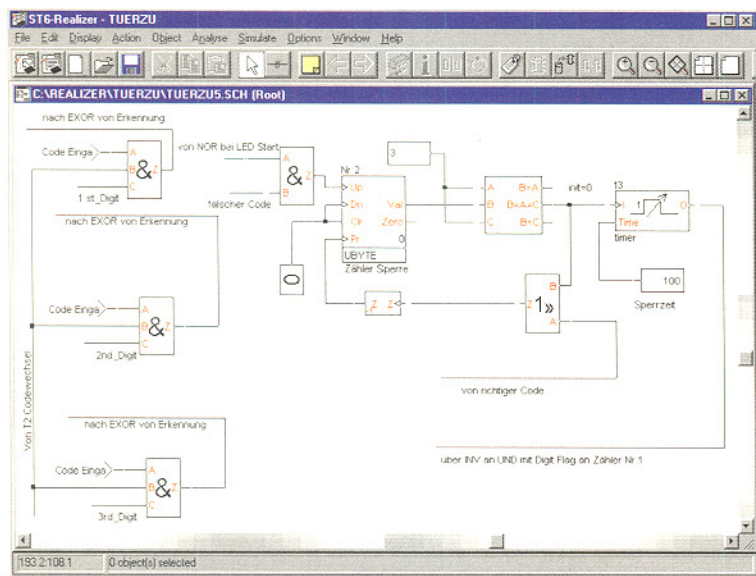 ST6-Realizer - TUERZU
File Edit Display Action Object Analyse Simulate Options Window Help
C:\REALIZER\TUERZU\TUERZU5.SCH (Root)
nach EXOR von Erkennung
Code Einga
A
B
C
&
Z
1 st_Digit
nach EXOR von Erkennung
Code Einga
A
B
C
&
Z
2nd_Digit
Von T2 Codewechsel
nach EXOR von Erkennung
Code Einga
A
B
C
&
Z
3rd_Digit
von NOR bei LED Start
A
B
&
Z
falscher Code
Nr. 2
Up
Dn
Clr
Pr
Val
Zero
0
UBYTE
Zähler Sperre
0
3
A B>A
B B=A=C
C B<C
init=0
t3
I
1
O
Time
timer
100
Sperrzeit
B
1»
Z
A
Z
von richtiger Code
über INV an UND mit Digit Flag an Zähler Nr.1
193.2:108.1 0 object(s) selected